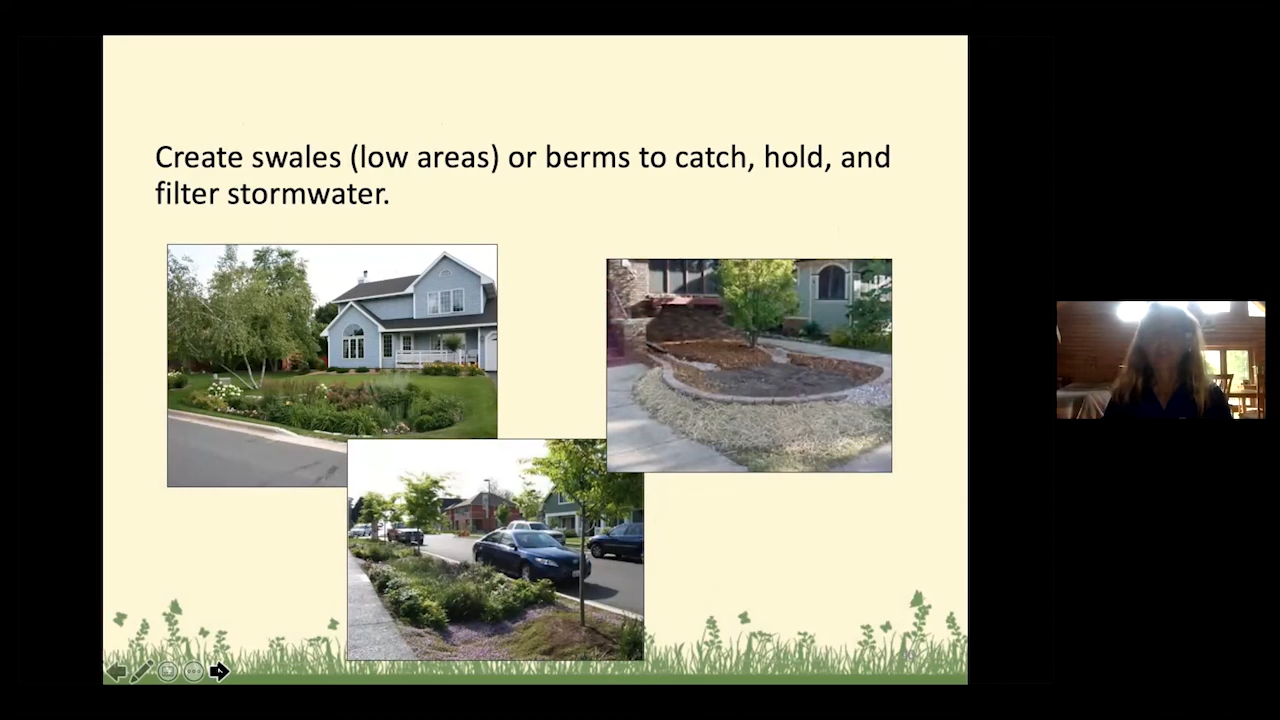 Create swales (low areas) or berms to catch, hold, and
filter stormwater.